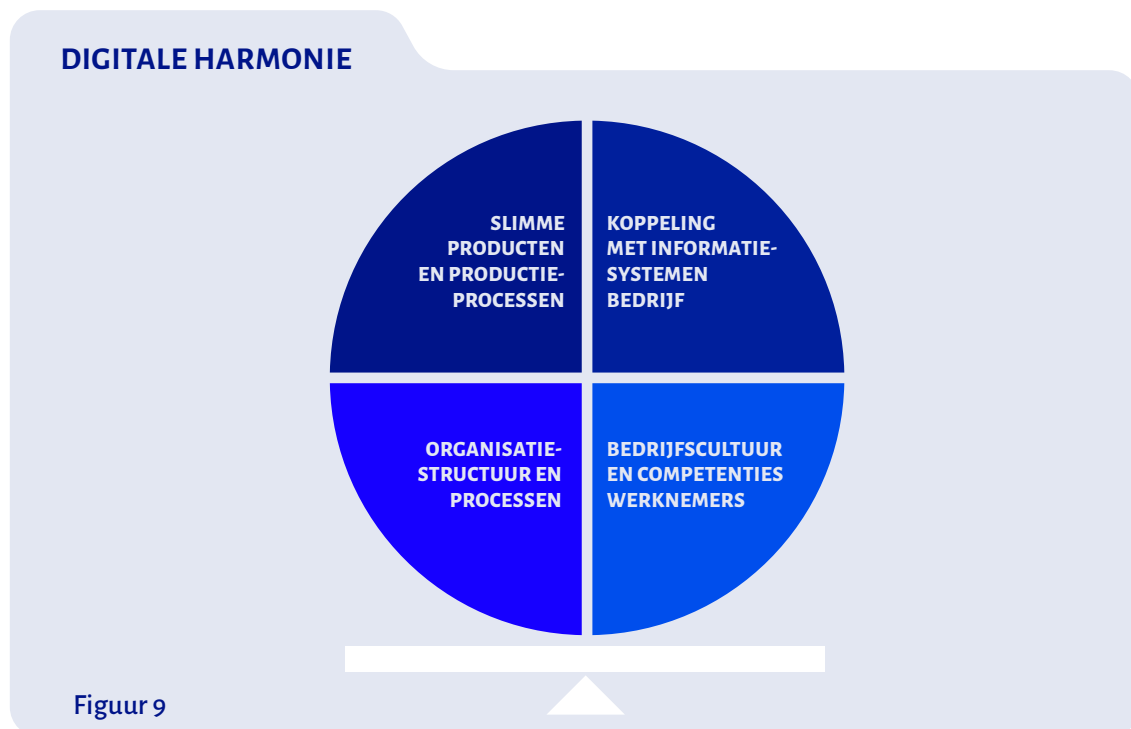 DIGITALE HARMONIE
SLIMME
PRODUCTEN
EN PRODUCTIE-
PROCESSEN
KOPPELING
MET INFORMATIE-
SYSTEMEN
BEDRIJF
ORGANISATIE-
STRUCTUUR EN
PROCESSEN
BEDRIJFSCULTUUR
EN COMPETENTIES
WERKNEMERS
Figuur 9